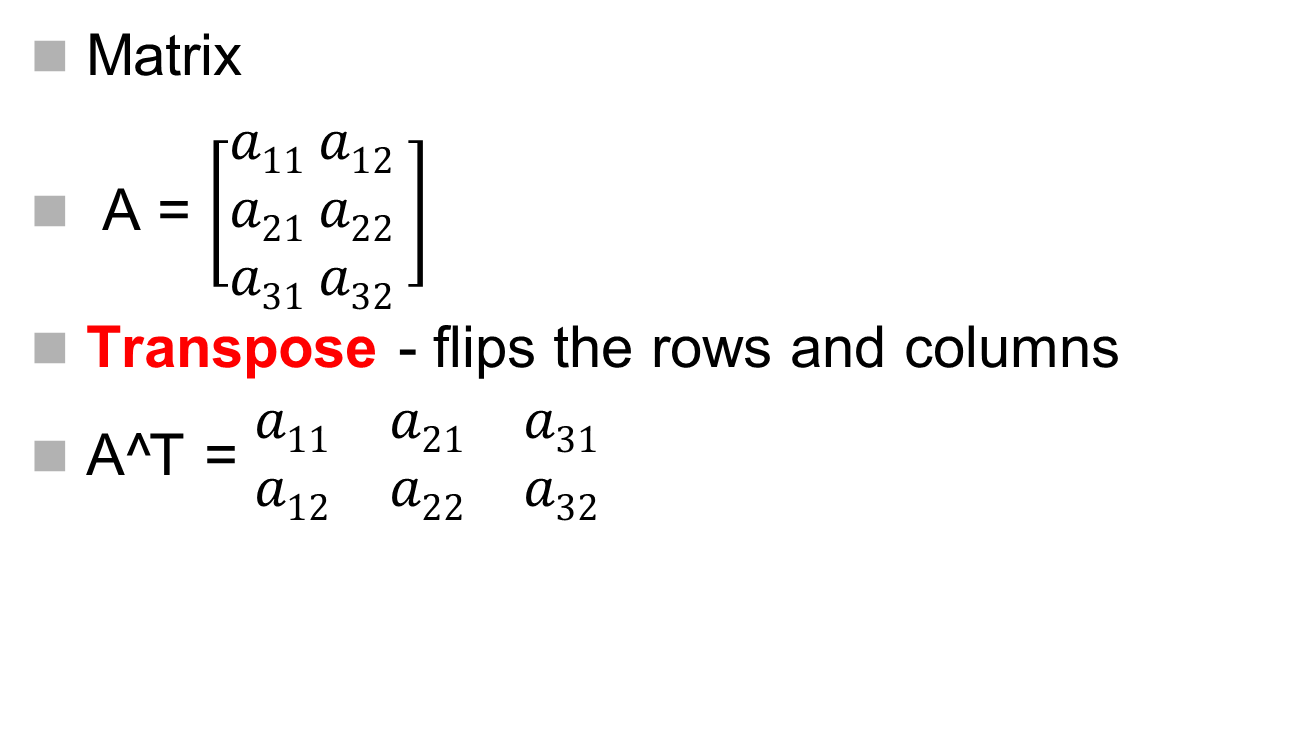 Matrix
A = [a₁₁ a₁₂
a₂₁ a₂₂
a₃₁ a₃₂]
Transpose - flips the rows and columns
A^T = a₁₁ a₂₁ a₃₁
a₁₂ a₂₂ a₃₂